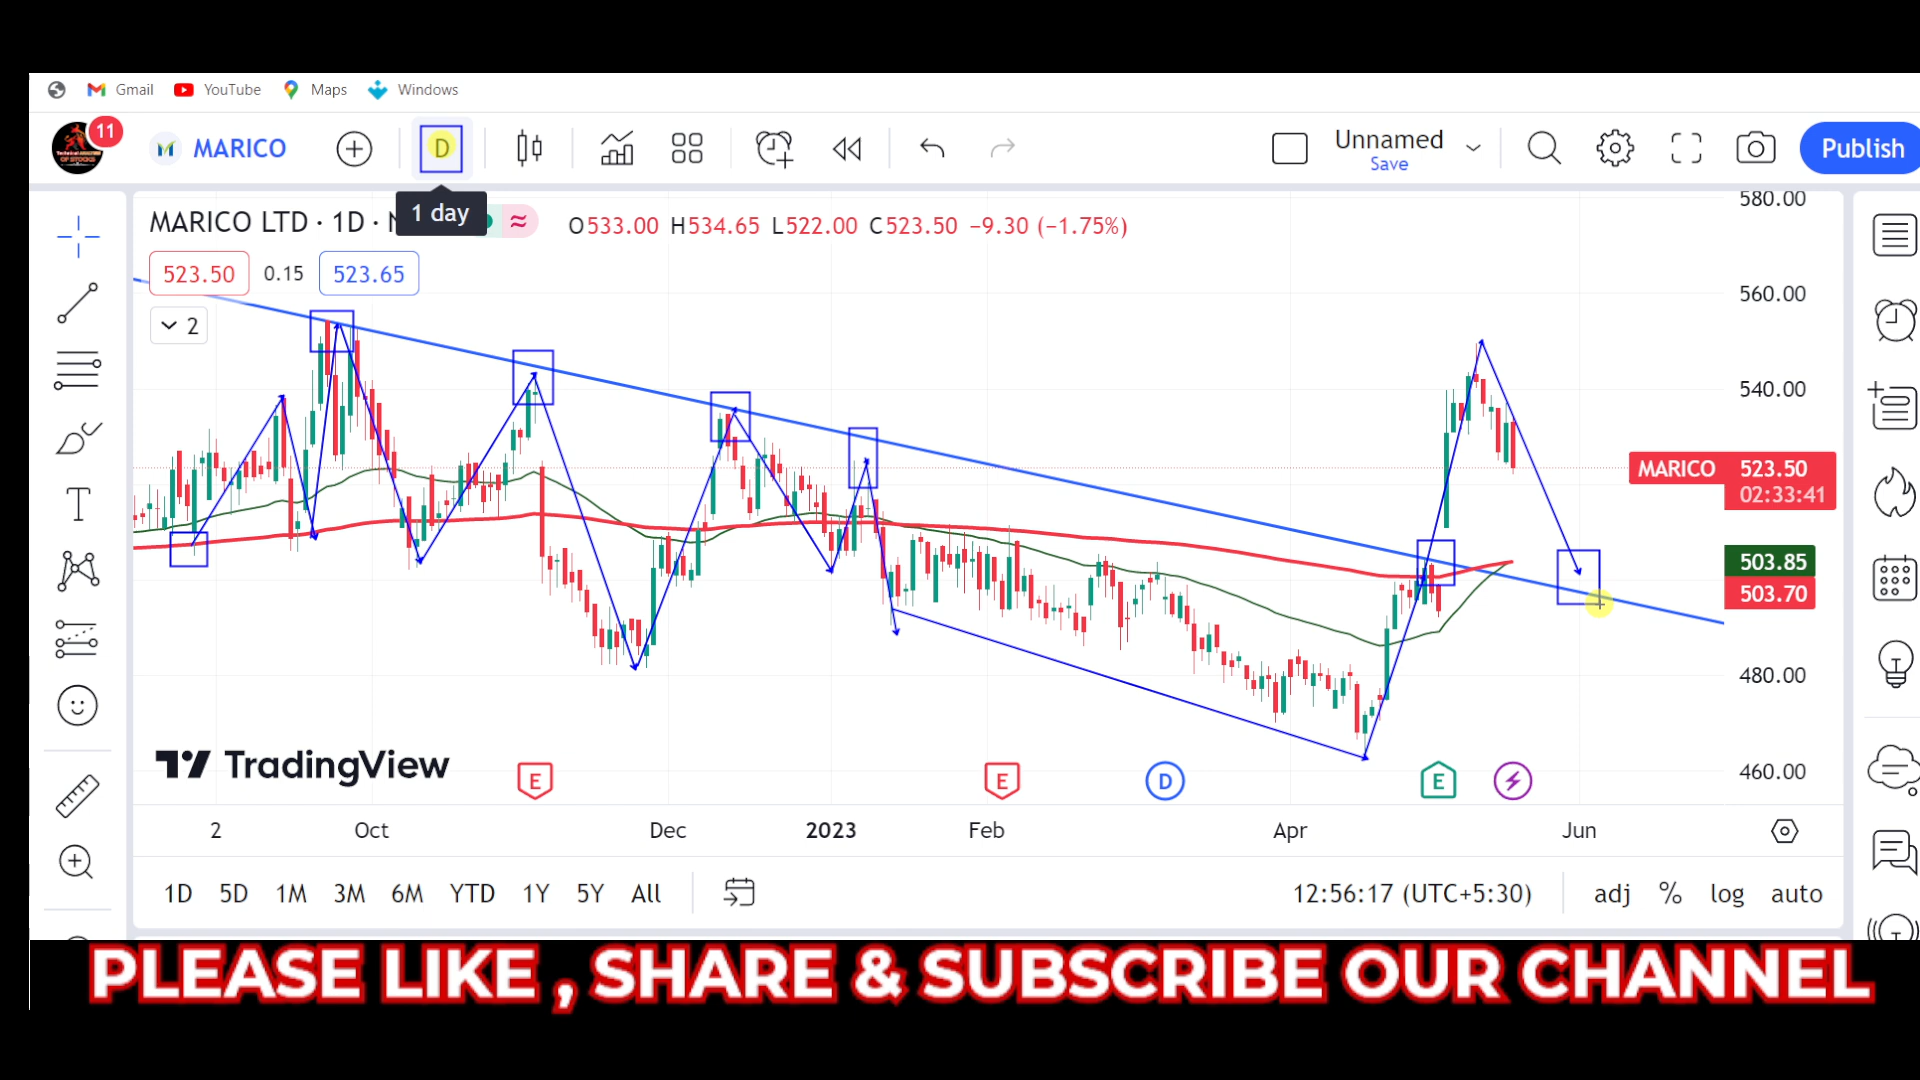 Gmail YouTube Maps Windows
11 MARICO D Unnamed Save Publish
1 day
MARICO LTD · 1D · O533.00 H534.65 L522.00 C523.50 −9.30 (−1.75%)
523.50 0.15 523.65
2
580.00
560.00
540.00
MARICO 523.50
02:33:41
503.85
503.70
480.00
460.00
TradingView
E E D E
2 Oct Dec 2023 Feb Apr Jun
1D 5D 1M 3M 6M YTD 1Y 5Y All 12:56:17 (UTC+5:30) adj % log auto
PLEASE LIKE , SHARE & SUBSCRIBE OUR CHANNEL